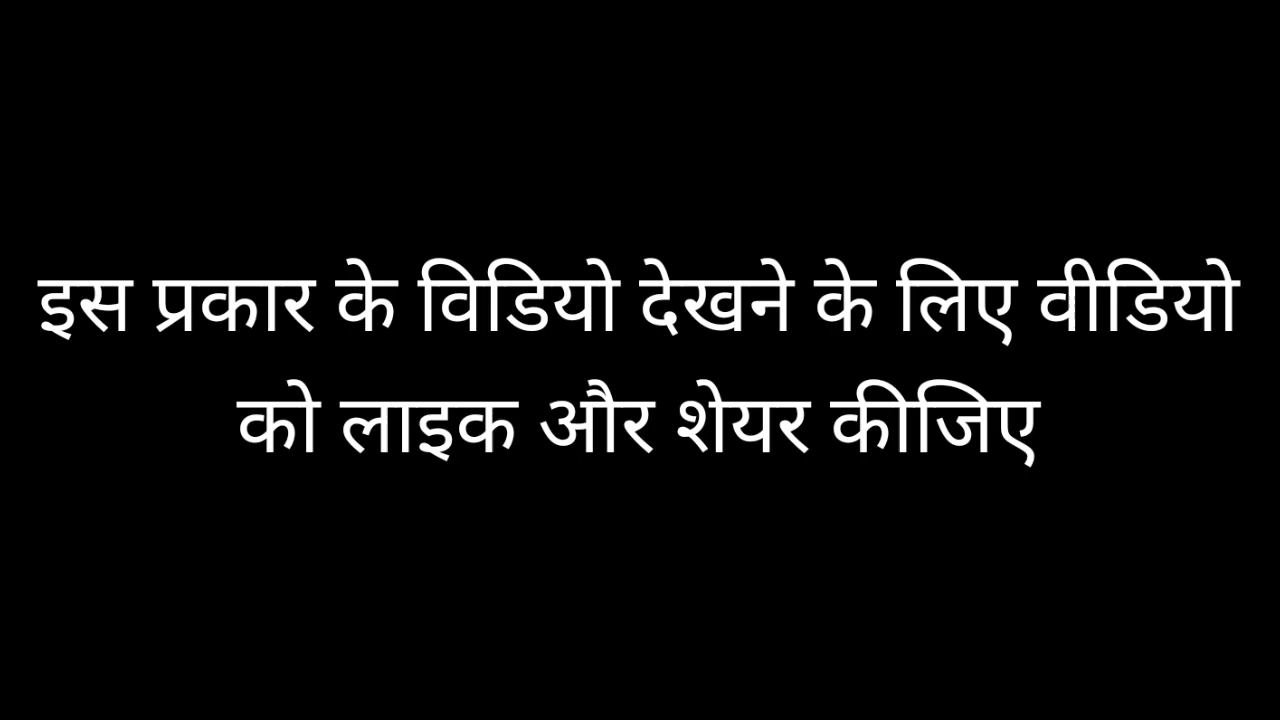 इस प्रकार के विडियो देखने के लिए वीडियो
को लाइक और शेयर कीजिए